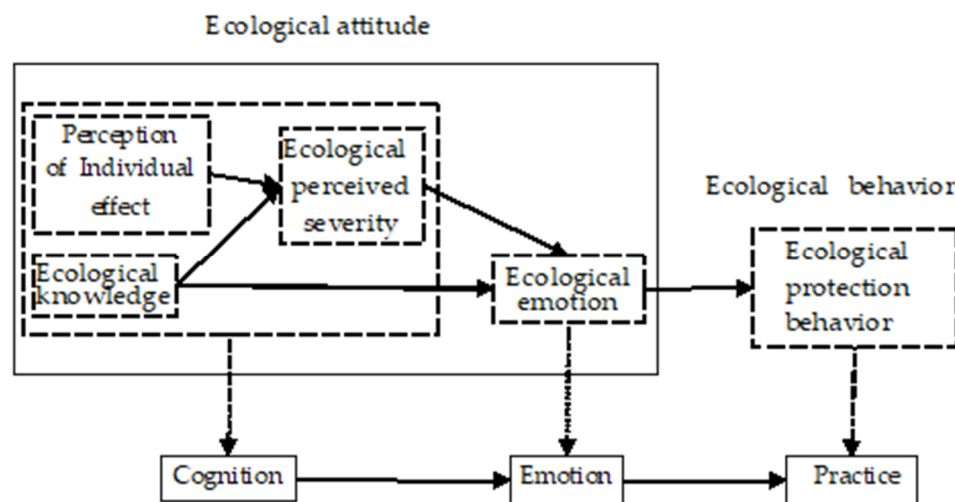 Ecological attitude
Perception
of Individual
effect
Ecological
perceived
severity
Ecological
knowledge
Ecological
emotion
Ecological behavior
Ecological
protection
behavior
Cognition
Emotion
Practice